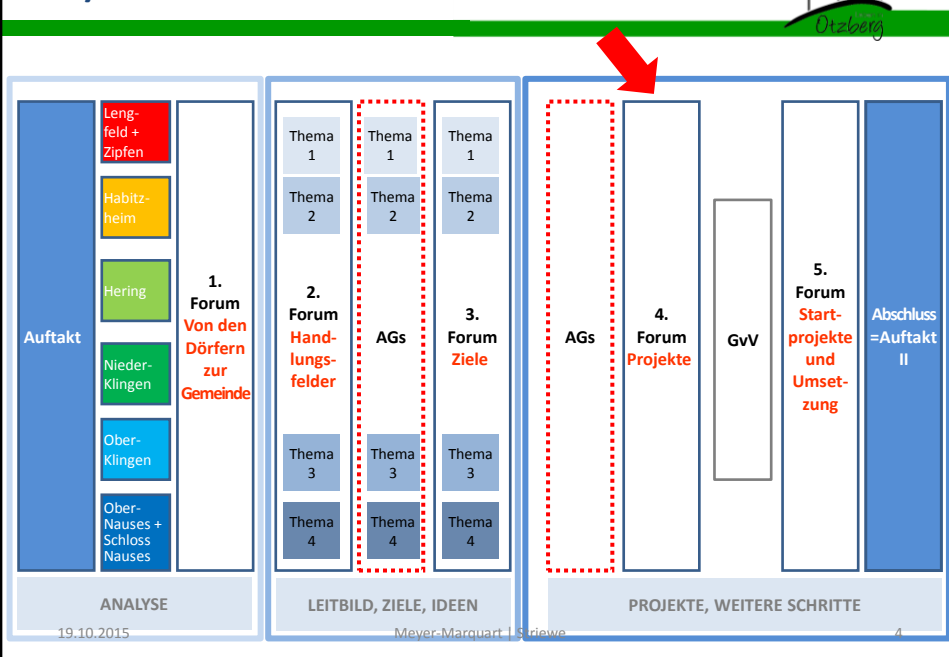 Otzberg
Auftakt
Leng-
feld +
Zipfen
Habitz-
heim
Hering
Nieder-
Klingen
Ober-
Klingen
Ober-
Nauses +
Schloss
Nauses
1.
Forum
Von den
Dörfern
zur
Gemeinde
ANALYSE
Thema
1
Thema
2
2.
Forum
Hand-
lungs-
felder
Thema
3
Thema
4
Thema
1
Thema
2
AGs
Thema
3
Thema
4
Thema
1
Thema
2
3.
Forum
Ziele
Thema
3
Thema
4
LEITBILD, ZIELE, IDEEN
AGs
4.
Forum
Projekte
GvV
5.
Forum
Start-
projekte
und
Umset-
zung
Abschluss
=Auftakt
II
PROJEKTE, WEITERE SCHRITTE
19.10.2015
Meyer-Marquart | Striewe
4